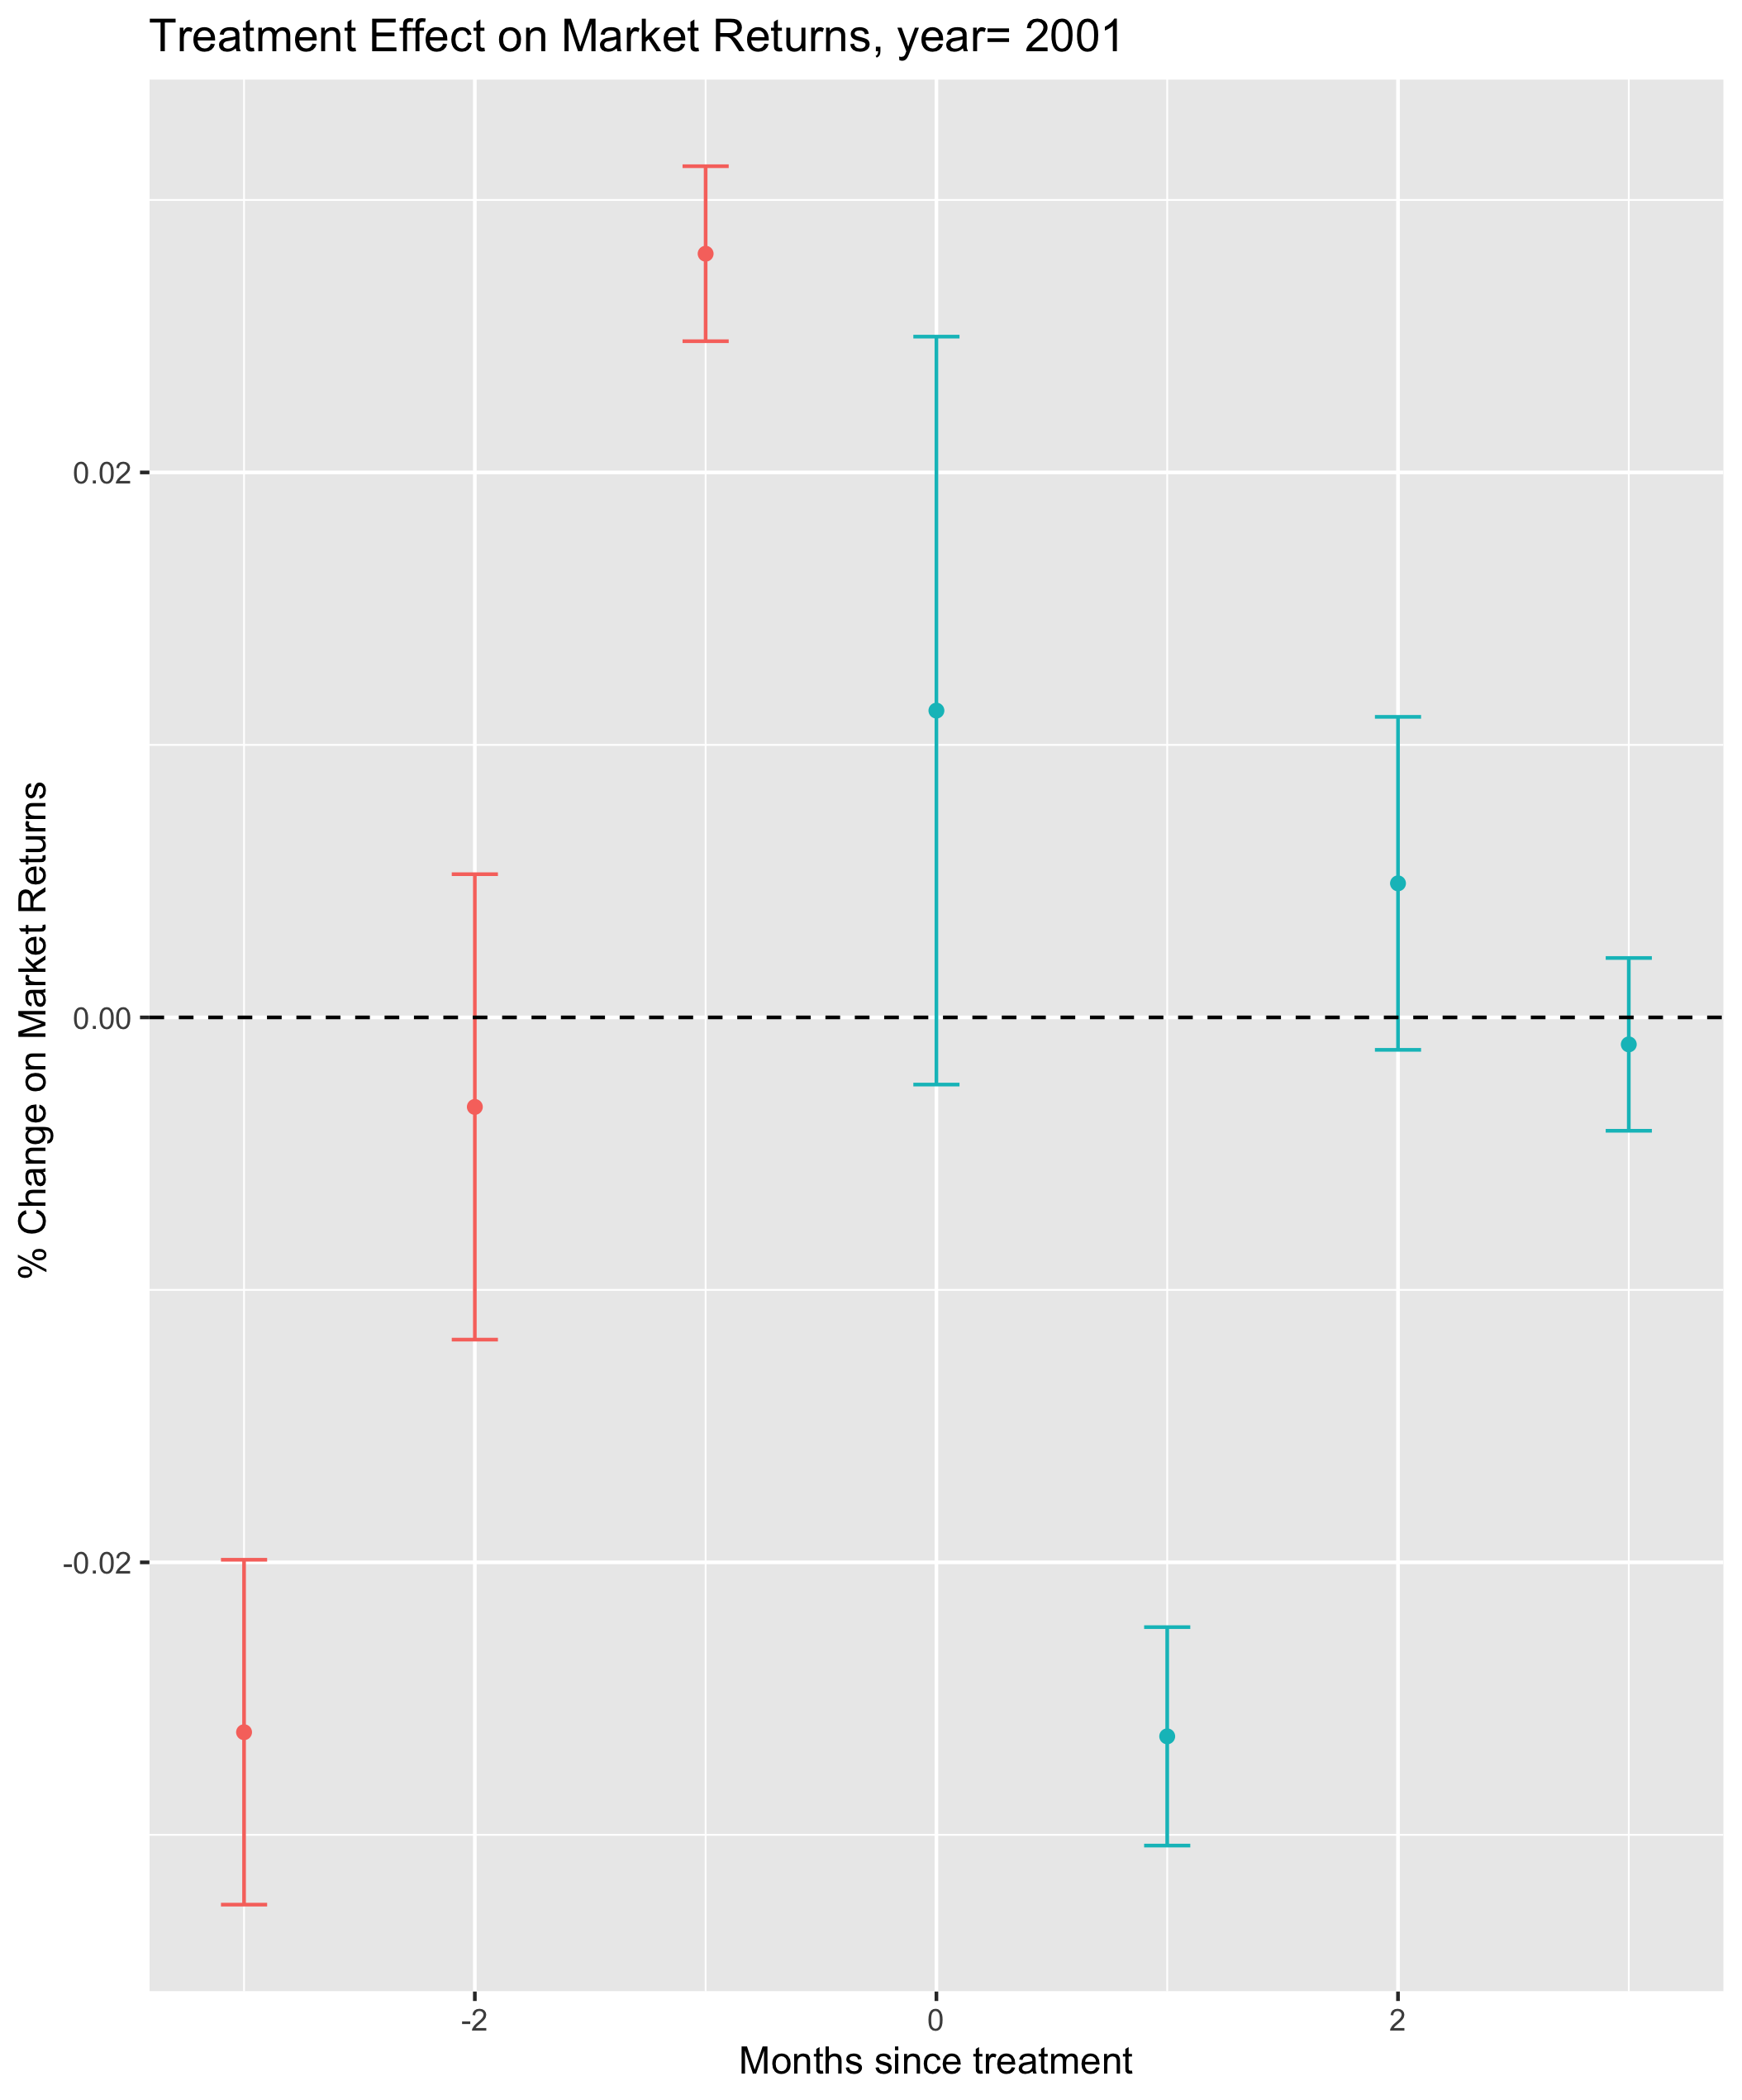 Treatment Effect on Market Returns, year= 2001
% Change on Market Returns
0.02
0.00
-0.02
-2
0
2
Months since treatment